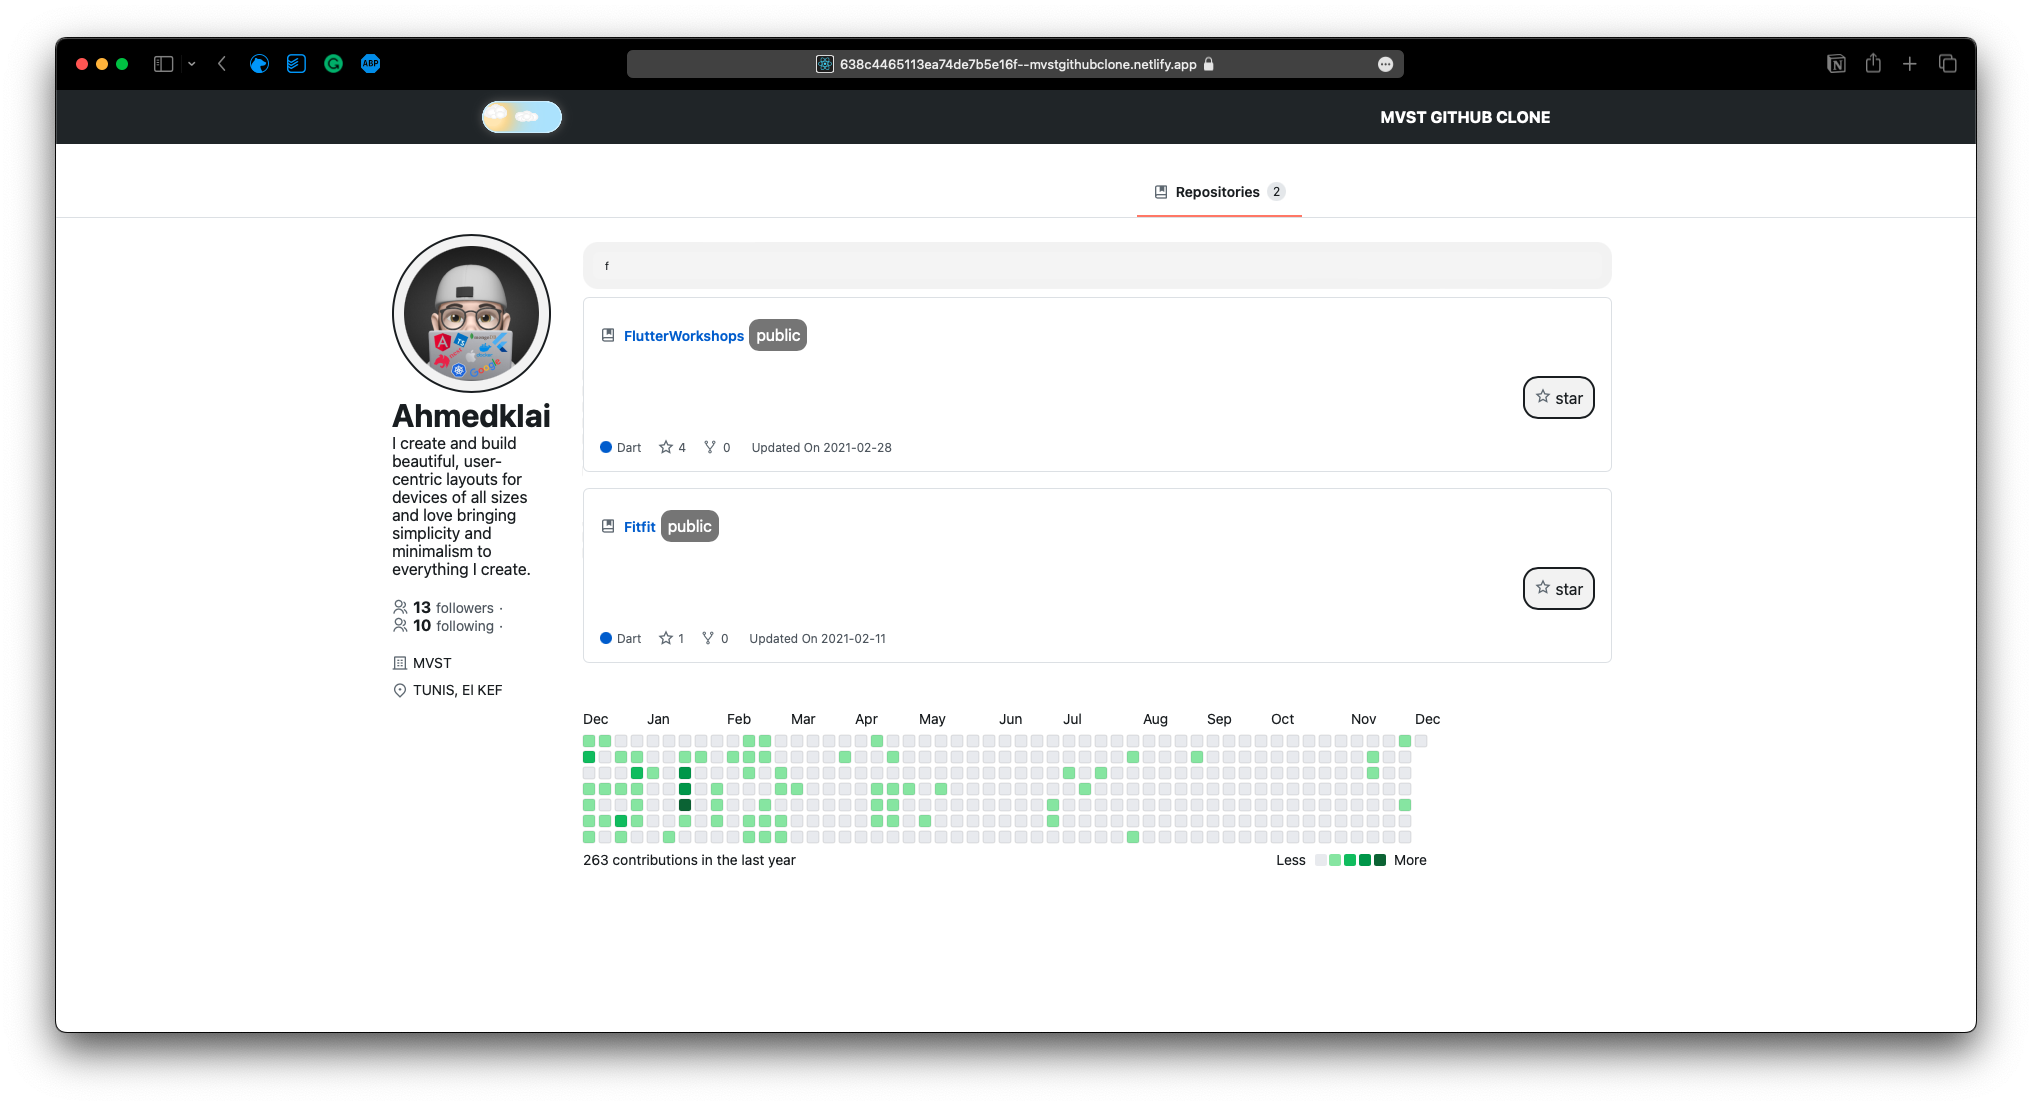 638c4465113ea74de7b5e16f--mvstgithubclone.netlify.app
ABP
MVST GITHUB CLONE
Repositories 2
f
FlutterWorkshops public
star
Dart 4 0 Updated On 2021-02-28
Fitfit public
star
Dart 1 0 Updated On 2021-02-11
Ahmedklai
I create and build
beautiful, user-
centric layouts for
devices of all sizes
and love bringing
simplicity and
minimalism to
everything I create.
13 followers ·
10 following ·
MVST
TUNIS, El KEF
Dec Jan Feb Mar Apr May Jun Jul Aug Sep Oct Nov Dec
263 contributions in the last year
Less More